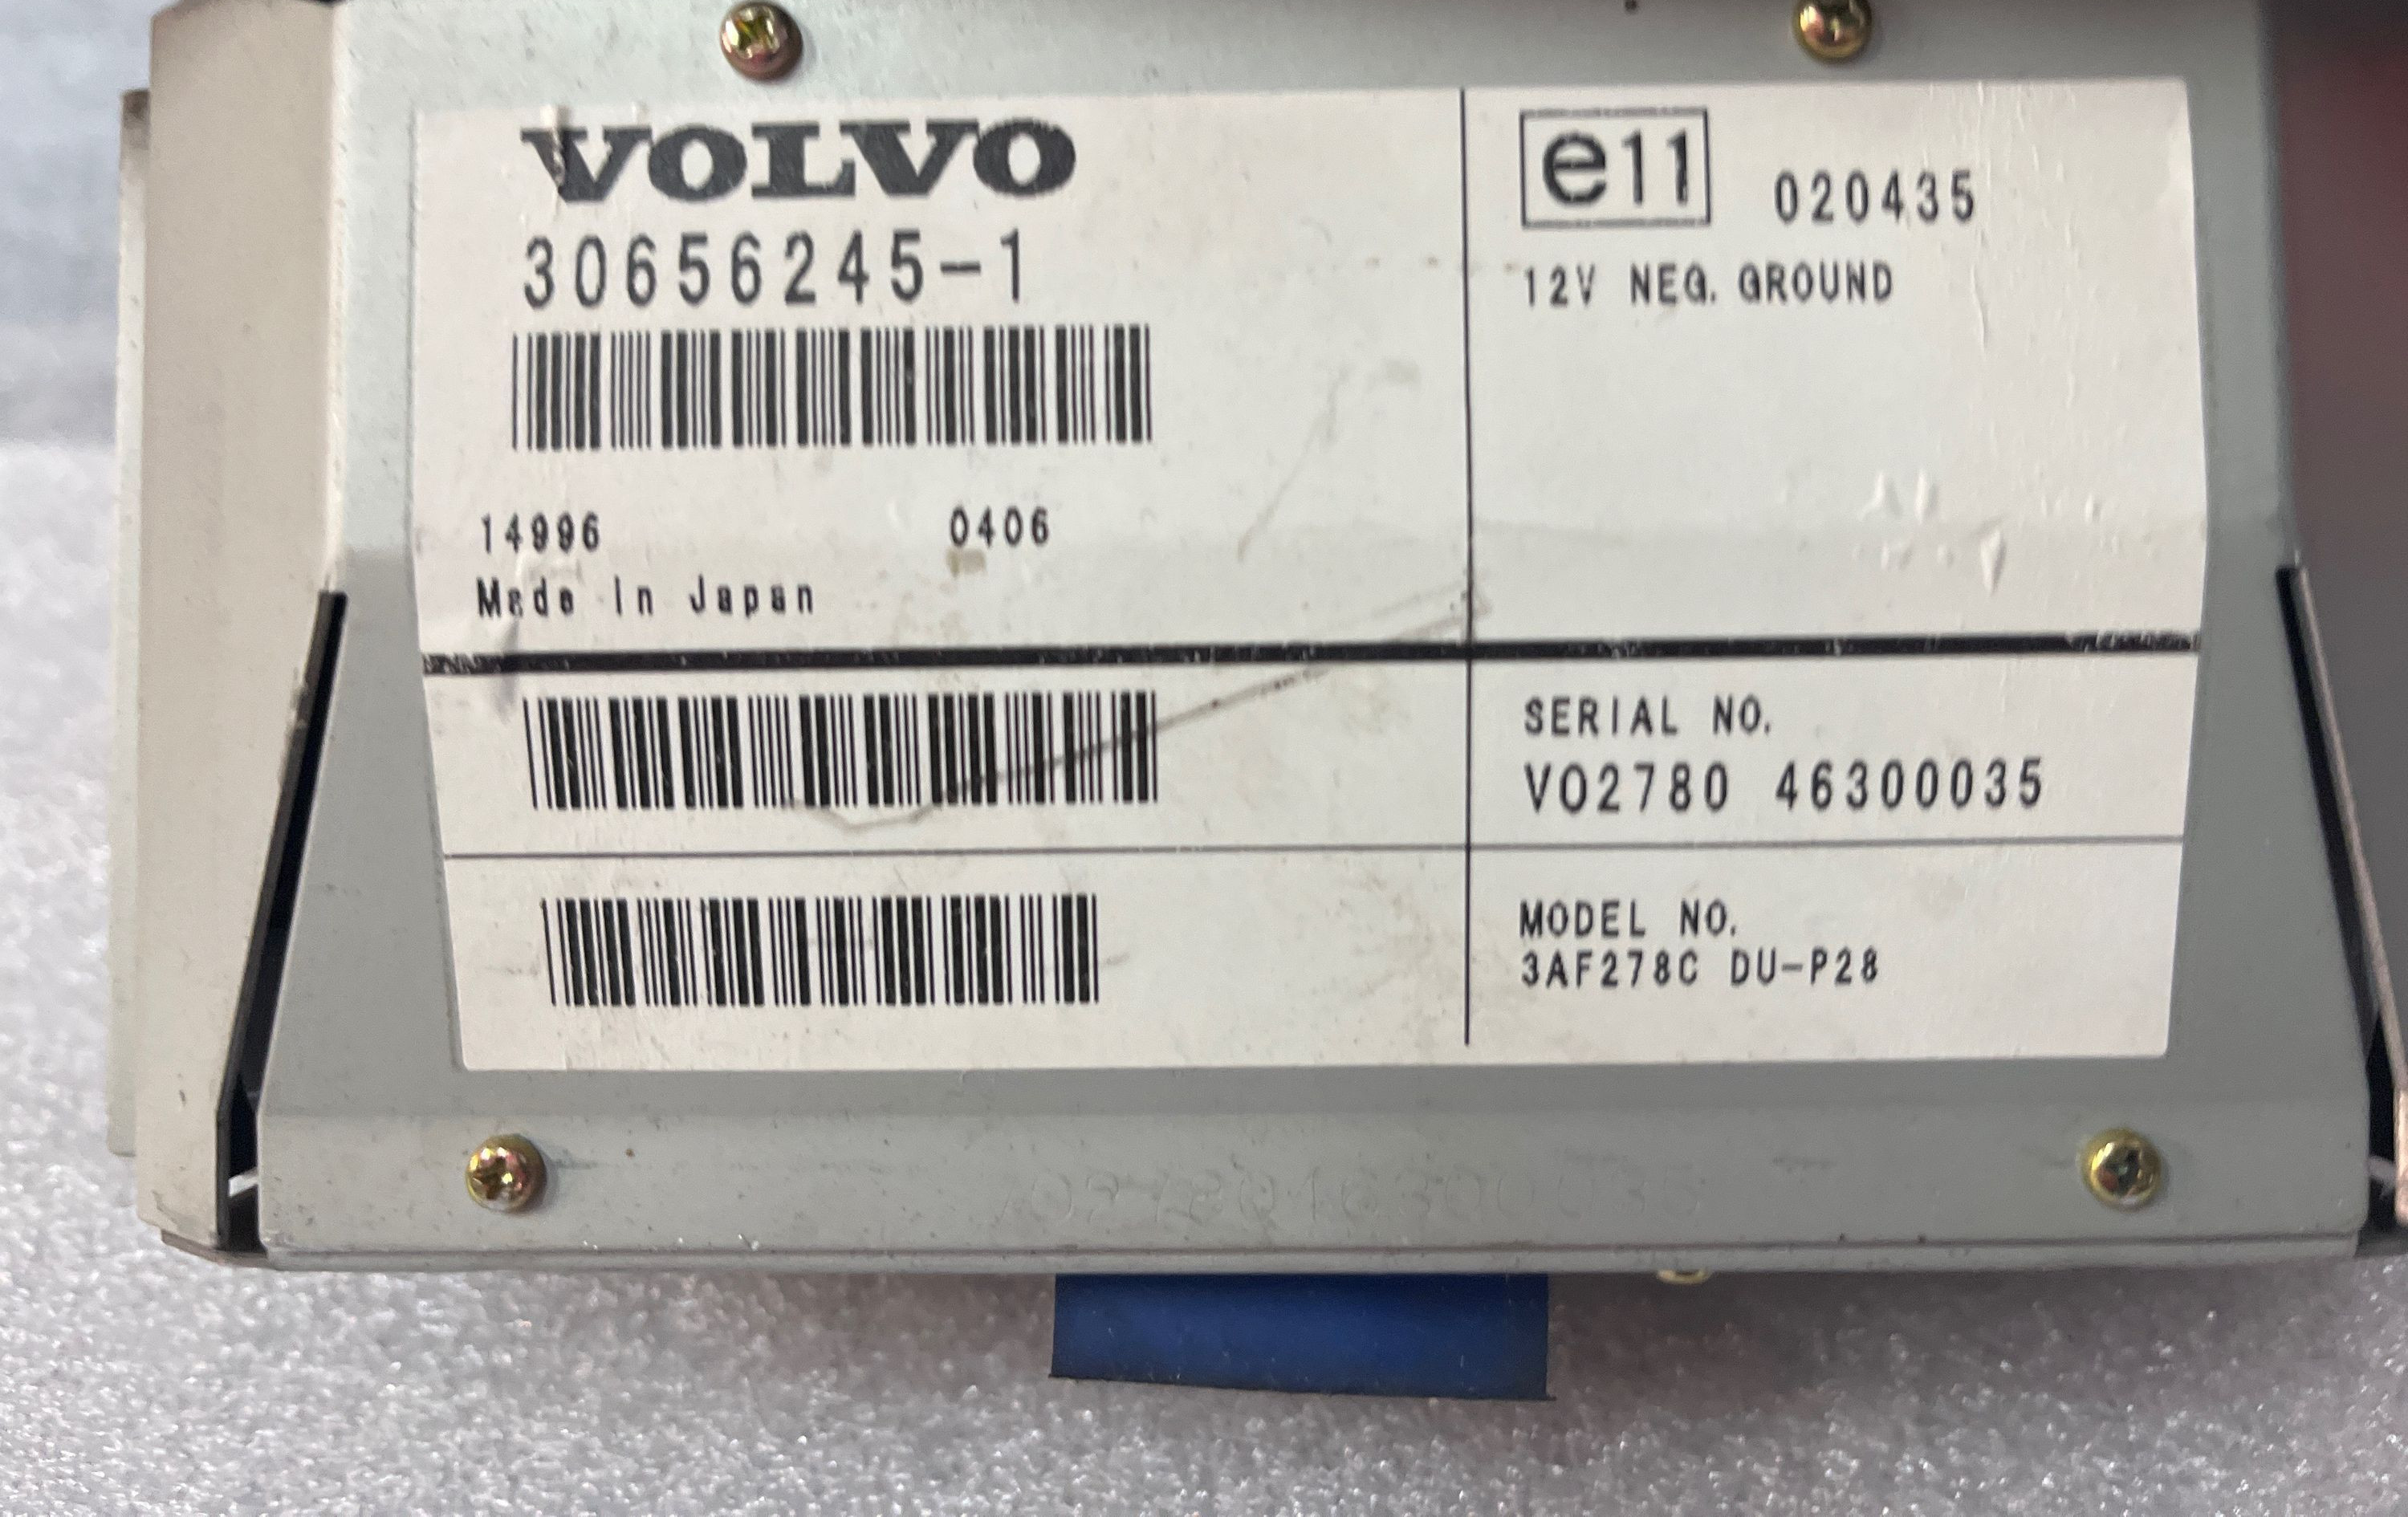 VOLVO
30656245-1
14996 0406
Made In Japan
e11 020435
12V NEG. GROUND
SERIAL NO.
VO2780 46300035
MODEL NO.
3AF278C DU-P28